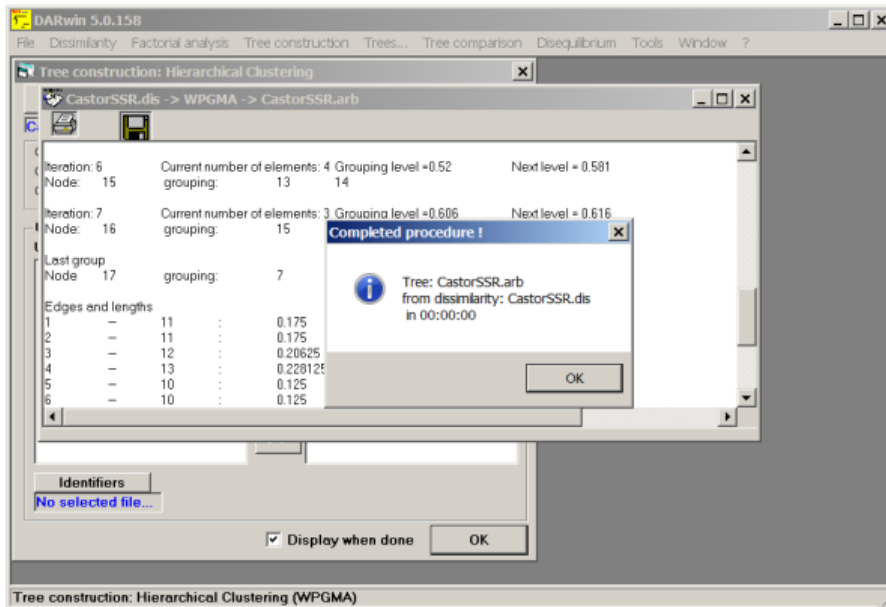 DARwin 5.0.158
File Dissimilarity Factorial analysis Tree construction Trees... Tree comparison Disequilibrium Tools Window ?
Tree construction: Hierarchical Clustering
CastorSSR.dis -> WPGMA -> CastorSSR.arb
Iteration: 6 Current number of elements: 4 Grouping level =0.52 Next level = 0.581
Node: 15 grouping: 13 14
Iteration: 7 Current number of elements: 3 Grouping level =0.606 Next level = 0.616
Node: 16 grouping: 15
Last group
Node 17 grouping: 7
Edges and lengths
1 – 11 : 0.175
2 – 11 : 0.175
3 – 12 : 0.20625
4 – 13 : 0.228125
5 – 10 : 0.125
6 – 10 : 0.125
Completed procedure !
Tree: CastorSSR.arb
from dissimilarity: CastorSSR.dis
in 00:00:00
OK
Identifiers
No selected file...
Display when done OK
Tree construction: Hierarchical Clustering (WPGMA)